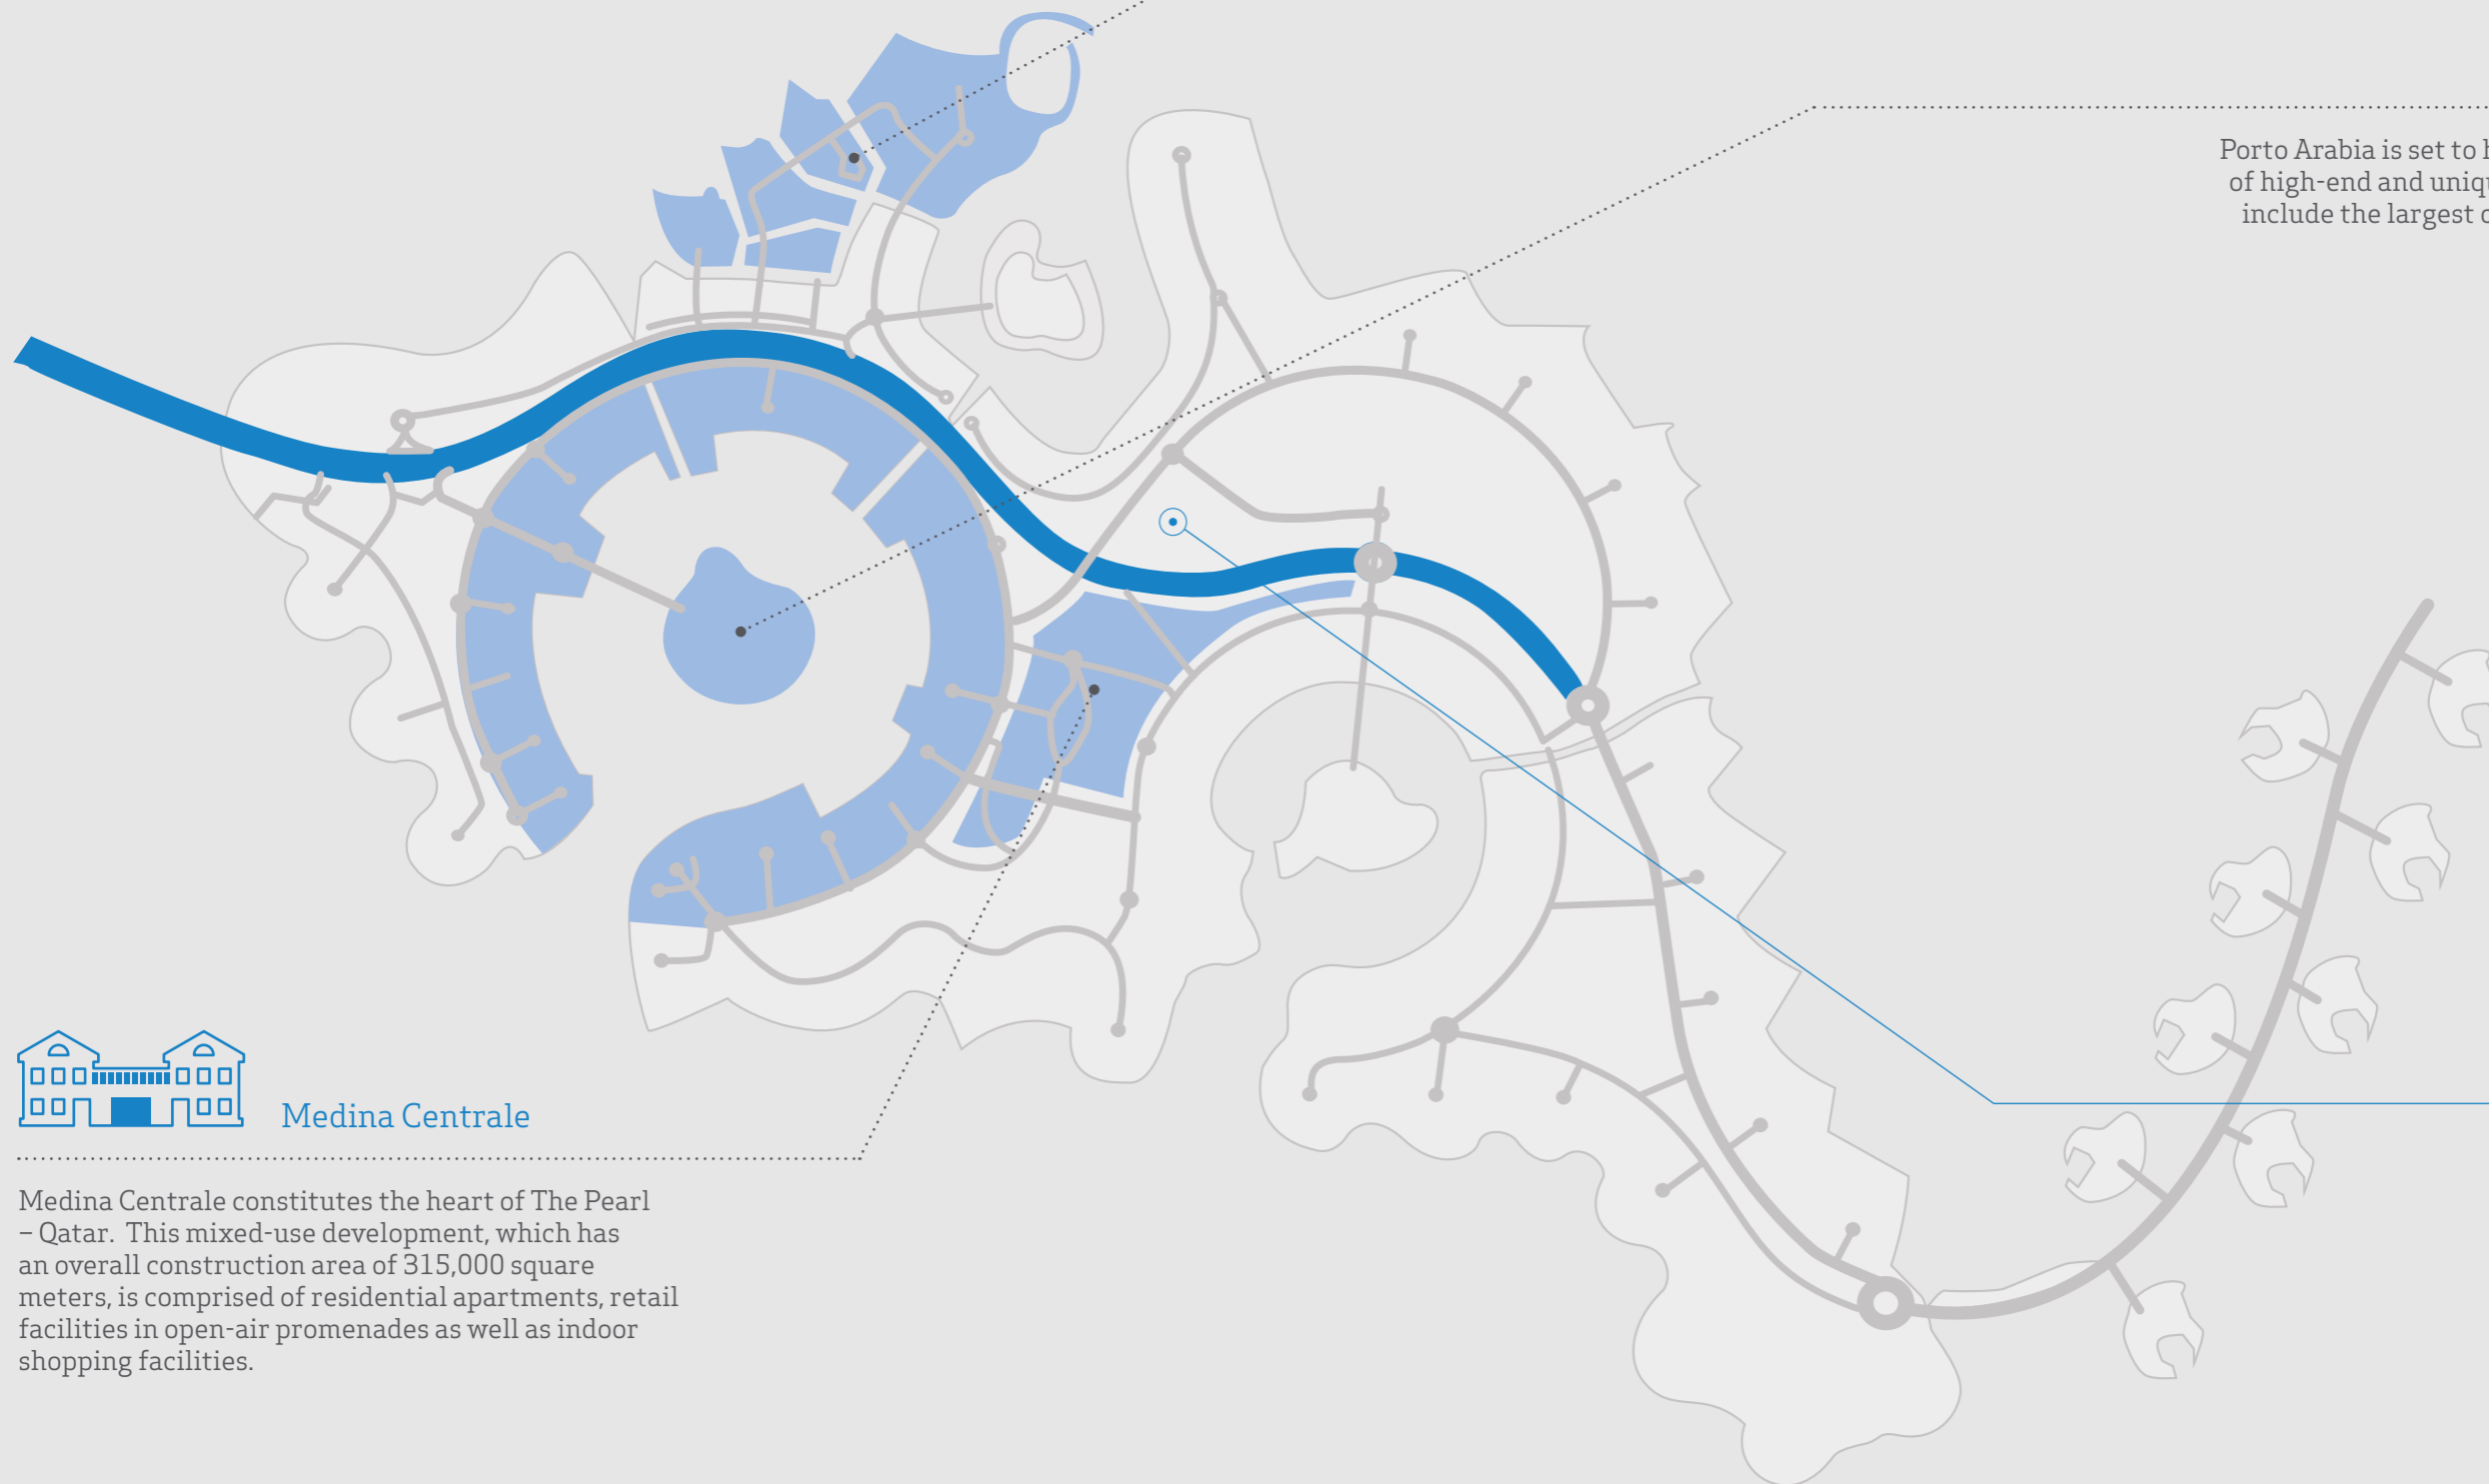 Porto Arabia is set to
of high-end and
include the largest
Medina Centrale
Medina Centrale constitutes the heart of The Pearl
– Qatar. This mixed-use development, which has
an overall construction area of 315,000 square
meters, is comprised of residential apartments, retail
facilities in open-air promenades as well as indoor
shopping facilities.